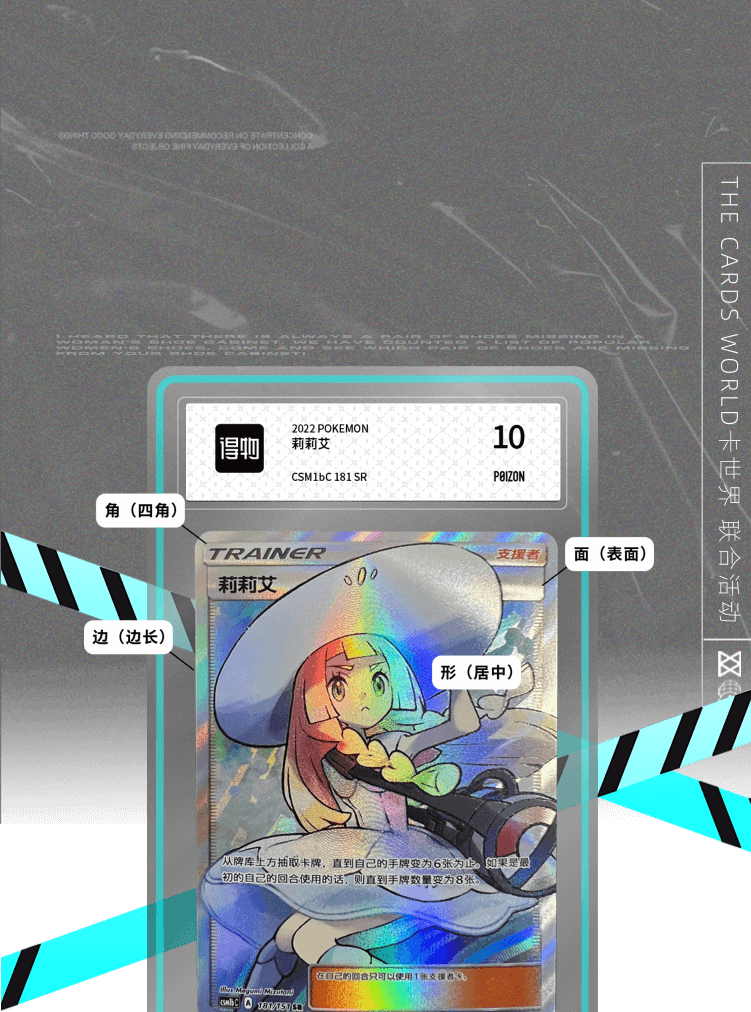 CONCENTRATE ON RECOMMENDING EVERYDAY GOOD THINGS
A COLLECTION OF EVERYDAY FINE OBJECTS
THE CARDS WORLD卡世界 联合活动
I HEARD THAT THERE IS ALWAYS A PAIR OF SHOES MISSING IN A
WOMAN'S SHOE CABINET. WE HAVE COUNTED A LIST OF POPULAR
WOMEN'S SHOES, COME AND SEE WHICH PAIR OF SHOES ARE MISSING
FROM YOUR SHOE CABINET!
得物
2022 POKEMON
莉莉艾
CSM1bC 181 SR
10
POIZON
角（四角）
面（表面）
边（边长）
形（居中）
TRAINER
支援者
莉莉艾
从牌库上方抽取卡牌，直到自己的手牌变为6张为止。如果是最
初的自己的回合使用的话，则直到手牌数量变为8张。
在自己的回合只可以使用1张支援者卡。
Illus. Megumi Mizutani
CSM1b C A 181/151 SR